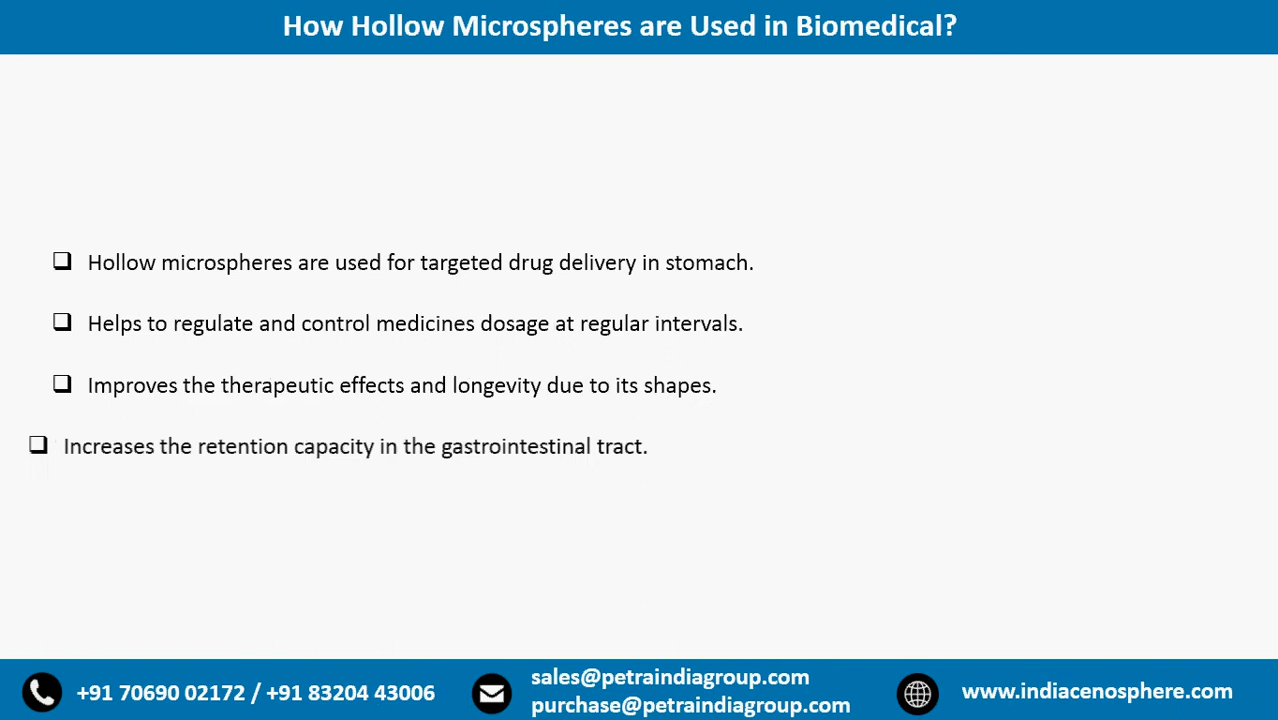 How Hollow Microspheres are Used in Biomedical?
Hollow microspheres are used for targeted drug delivery in stomach.
Helps to regulate and control medicines dosage at regular intervals.
Improves the therapeutic effects and longevity due to its shapes.
Increases the retention capacity in the gastrointestinal tract.
+91 70690 02172 / +91 83204 43006
sales@petraindiagroup.com
purchase@petraindiagroup.com
www.indiacenosphere.com